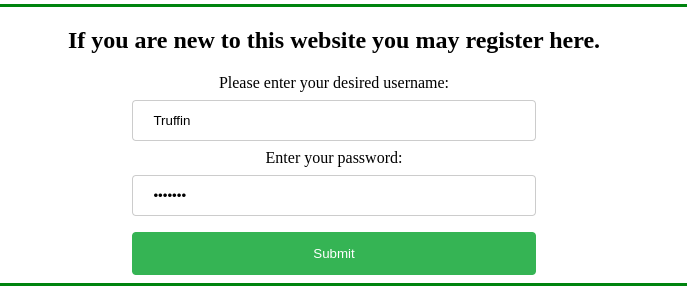 If you are new to this website you may register here.
Please enter your desired username:
Truffin
Enter your password:
•••••••
Submit